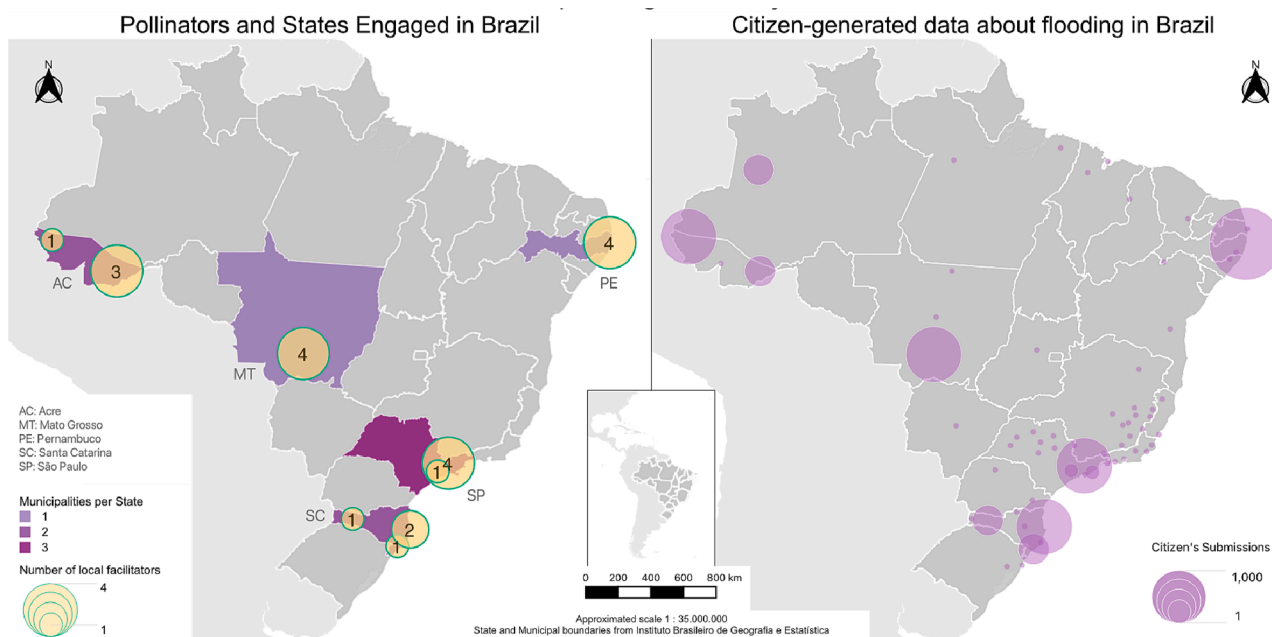 Pollinators and States Engaged in Brazil
N
1
3
AC
4
PE
4
MT
4
1
SP
SC
1
2
1
AC: Acre
MT: Mato Grosso
PE: Pernambuco
SC: Santa Catarina
SP: São Paulo
Municipalities per State
1
2
3
Number of local facilitators
4
1
Citizen-generated data about flooding in Brazil
N
0 200 400 600 800 km
Approximated scale 1 : 35.000.000
State and Municipal boundaries from Instituto Brasileiro de Geografia e Estatística
Citizen's Submissions
1,000
1